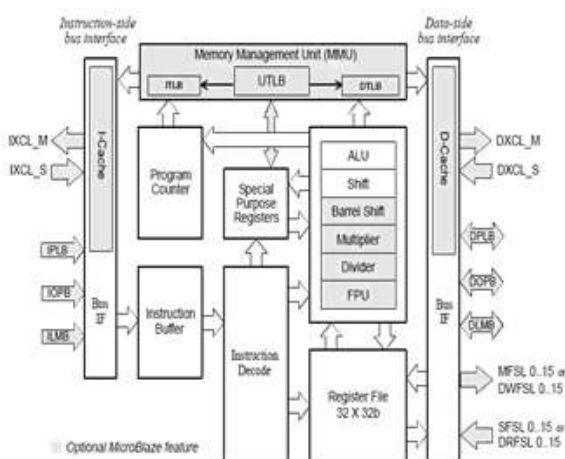 Instruction-side
bus interface
Data-side
bus interface
Memory Management Unit (MMU)
ITLB
UTLB
DTLB
IXCL_M
IXCL_S
I-Cache
Program
Counter
Special
Purpose
Registers
ALU
Shift
Barrel Shift
Multiplier
Divider
FPU
D-Cache
DXCL_M
DXCL_S
IPLB
IOPB
ILMB
Bus
IF
Instruction
Buffer
Instruction
Decode
Register File
32 X 32b
Bus
IF
DPLB
DOPB
DLMB
MFSL 0..15 or
DWFSL 0..15
SFSL 0..15 or
DRFSL 0..15
Optional MicroBlaze feature